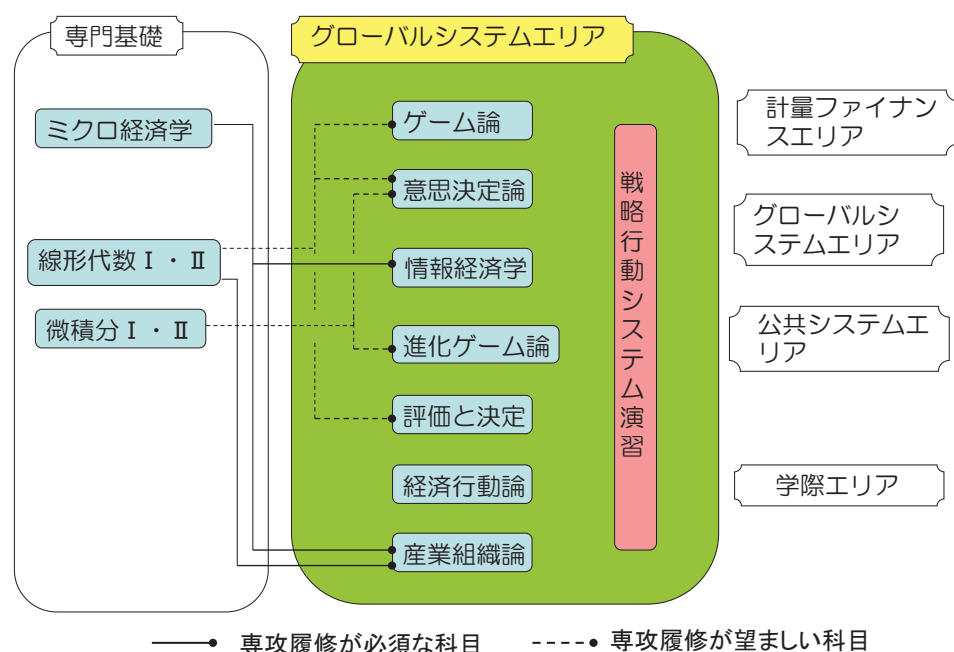 専門基礎
グローバルシステムエリア
ミクロ経済学
線形代数Ⅰ・Ⅱ
微積分Ⅰ・Ⅱ
ゲーム論
意思決定論
情報経済学
進化ゲーム論
評価と決定
経済行動論
産業組織論
戦略行動システム演習
計量ファイナン
スエリア
グローバルシ
ステムエリア
公共システムエ
リア
学際エリア
専攻履修が必須な科目
専攻履修が望ましい科目